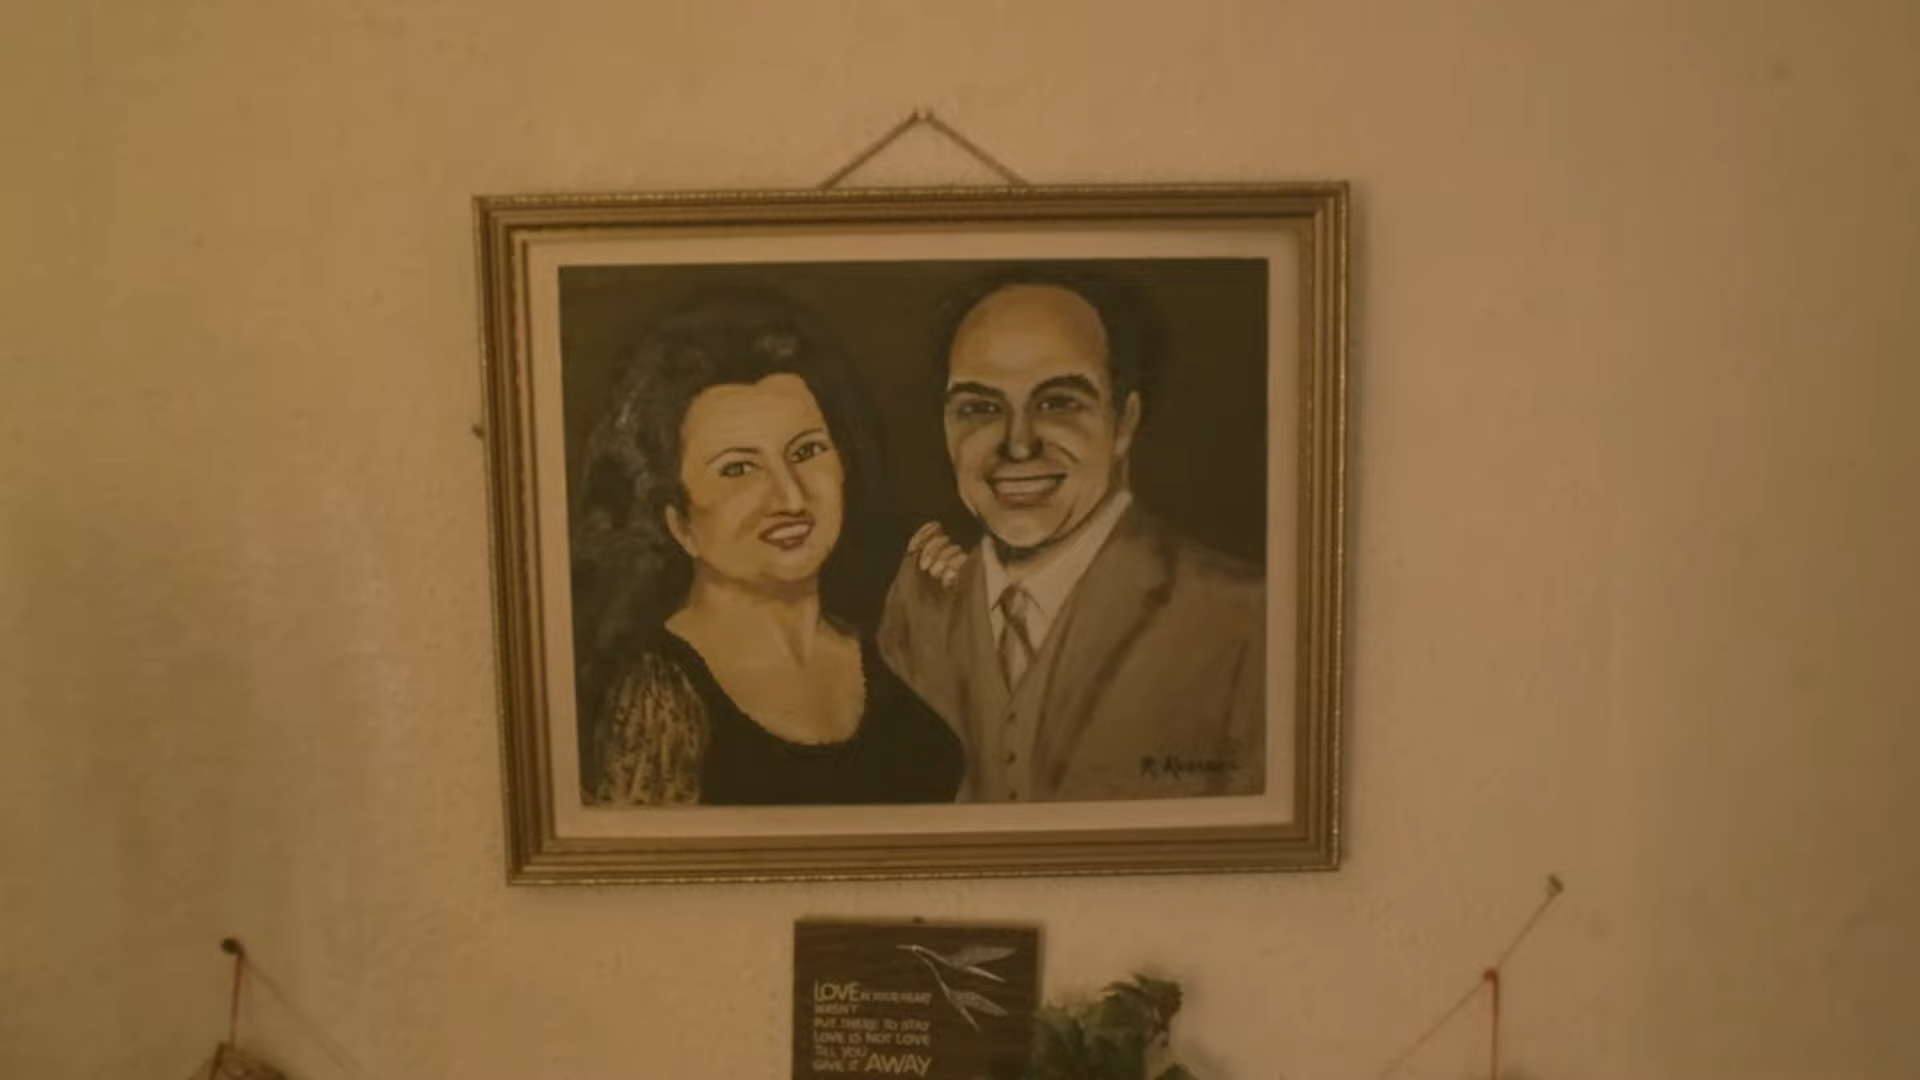 R.
LOVE IN YOUR HEART
WASN'T
PUT THERE TO STAY
LOVE IS NOT LOVE
TILL YOU
GIVE IT AWAY